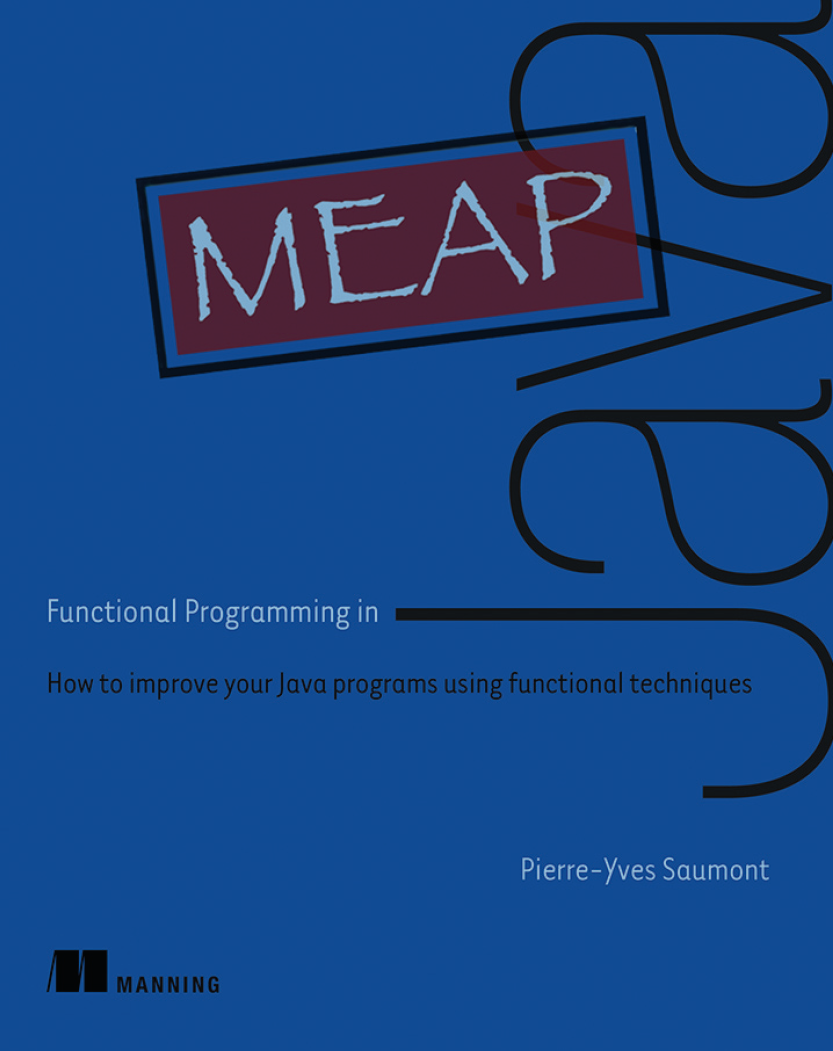 MEAP
Functional Programming in Java
How to improve your Java programs using functional techniques
Pierre-Yves Saumont
MANNING